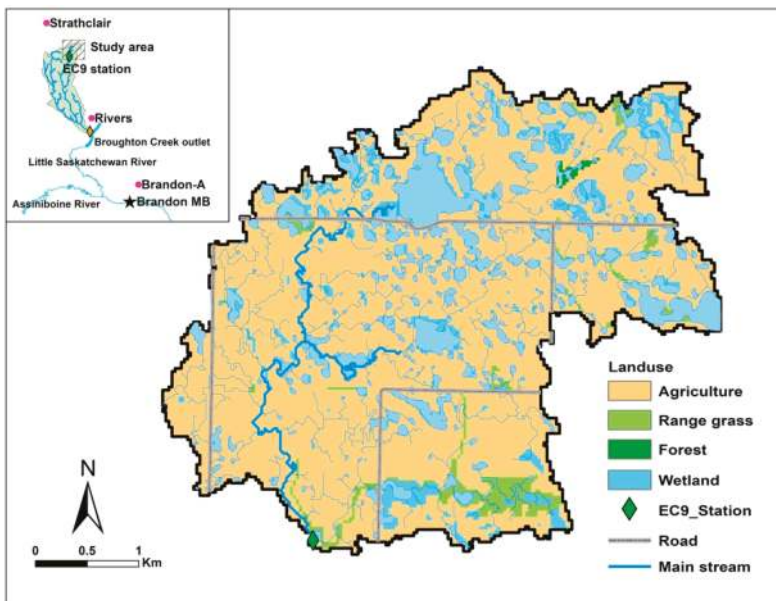 Strathclair
Study area
EC9 station
Rivers
Broughton Creek outlet
Little Saskatchewan River
Brandon-A
Assiniboine River
Brandon MB
Landuse
Agriculture
Range grass
Forest
Wetland
EC9_Station
Road
Main stream
N
0 0.5 1
Km